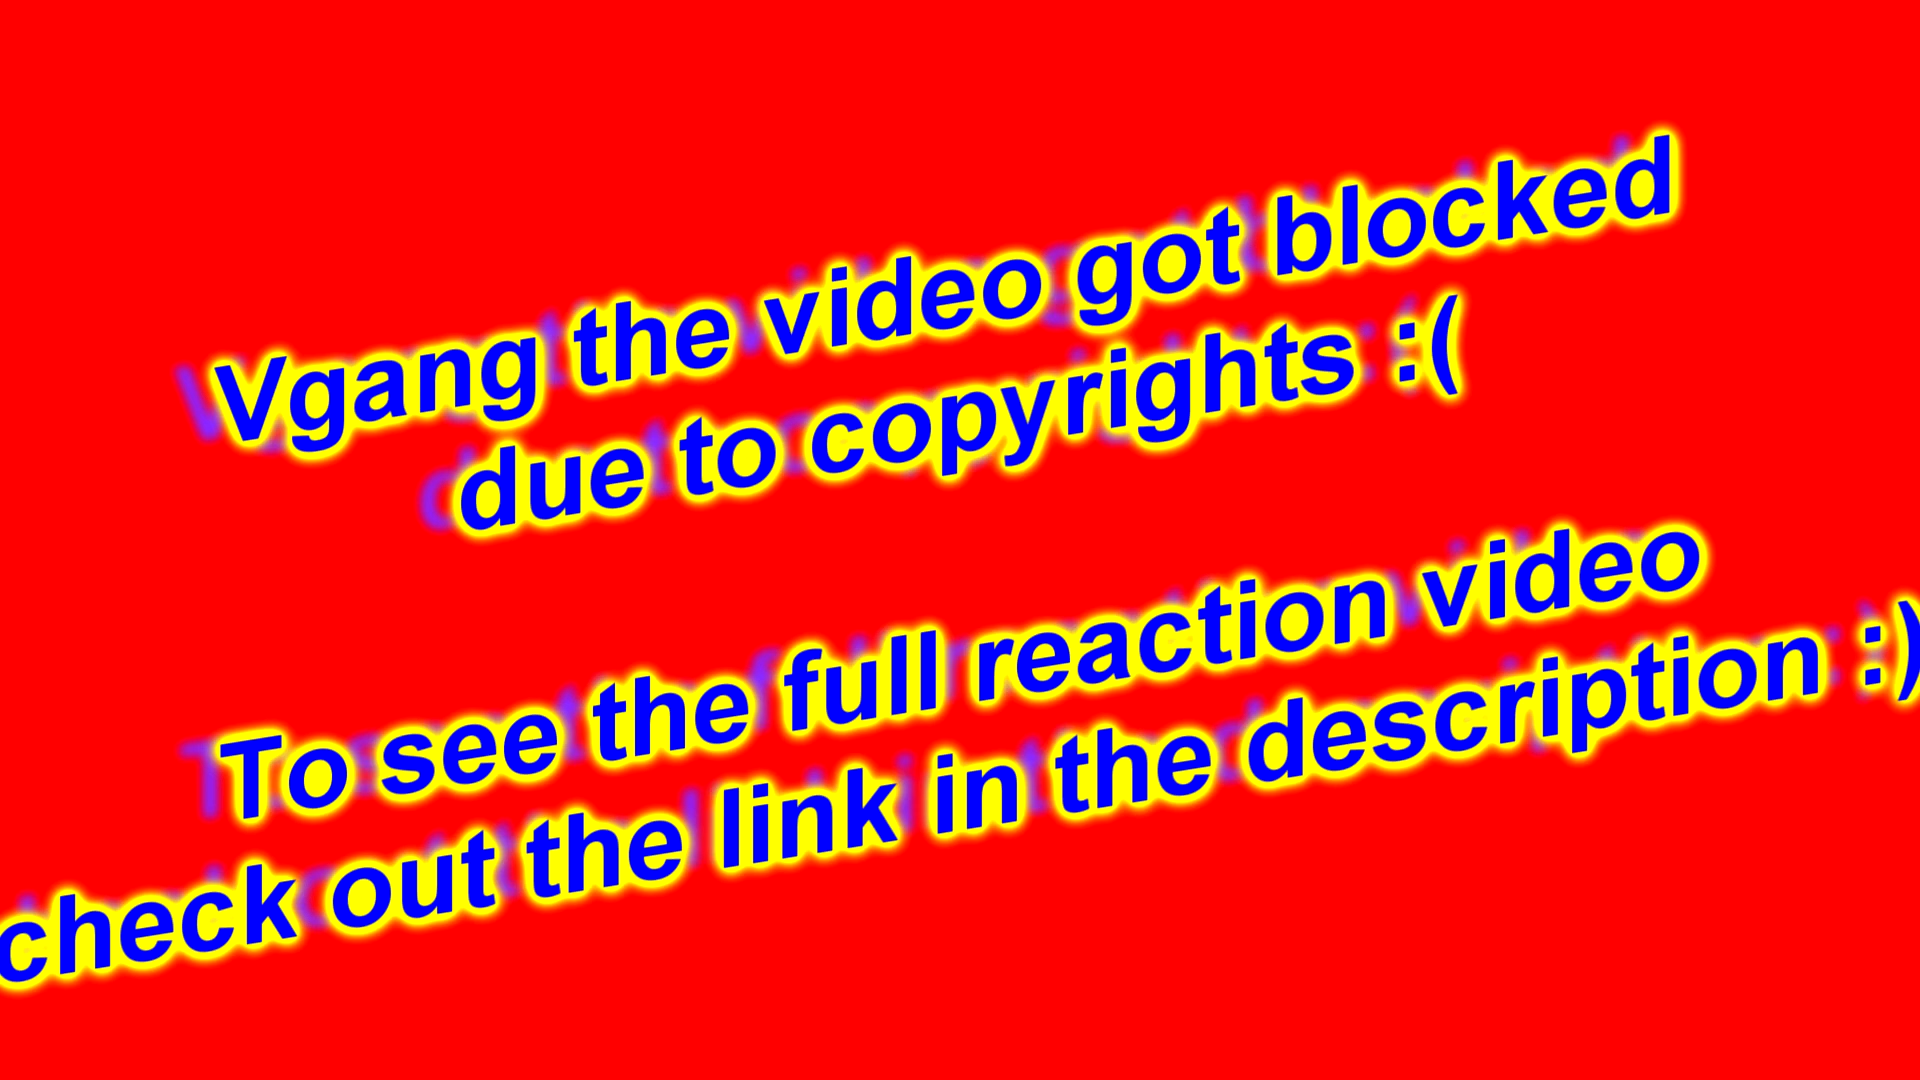 Vgang the video got blocked
due to copyrights :(
To see the full reaction video
check out the link in the description :)